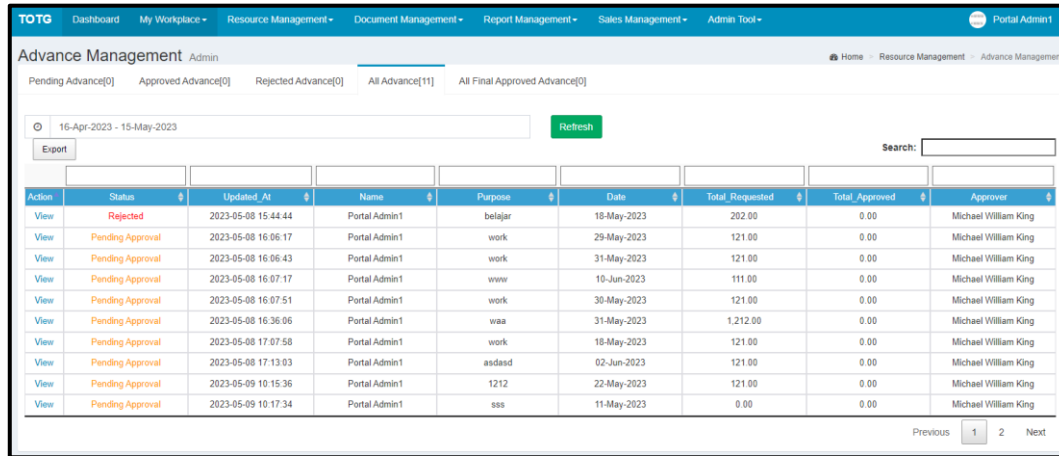 TOTG Dashboard My Workplace Resource Management Document Management Report Management Sales Management Admin Tool Portal Admin1
Advance Management Admin Home > Resource Management > Advance Managemen
Pending Advance[0] Approved Advance[0] Rejected Advance[0] All Advance[11] All Final Approved Advance[0]
16-Apr-2023 - 15-May-2023 Refresh
Export Search:
Action Status Updated_At Name Purpose Date Total_Requested Total_Approved Approver
View Rejected 2023-05-08 15:44:44 Portal Admin1 belajar 18-May-2023 202.00 0.00 Michael William King
View Pending Approval 2023-05-08 16:06:17 Portal Admin1 work 29-May-2023 121.00 0.00 Michael William King
View Pending Approval 2023-05-08 16:06:43 Portal Admin1 work 31-May-2023 121.00 0.00 Michael William King
View Pending Approval 2023-05-08 16:07:17 Portal Admin1 www 10-Jun-2023 111.00 0.00 Michael William King
View Pending Approval 2023-05-08 16:07:51 Portal Admin1 work 30-May-2023 121.00 0.00 Michael William King
View Pending Approval 2023-05-08 16:36:06 Portal Admin1 waa 31-May-2023 1,212.00 0.00 Michael William King
View Pending Approval 2023-05-08 17:07:58 Portal Admin1 work 18-May-2023 121.00 0.00 Michael William King
View Pending Approval 2023-05-08 17:13:03 Portal Admin1 asdasd 02-Jun-2023 121.00 0.00 Michael William King
View Pending Approval 2023-05-09 10:15:36 Portal Admin1 1212 22-May-2023 121.00 0.00 Michael William King
View Pending Approval 2023-05-09 10:17:34 Portal Admin1 sss 11-May-2023 0.00 0.00 Michael William King
Previous 1 2 Next